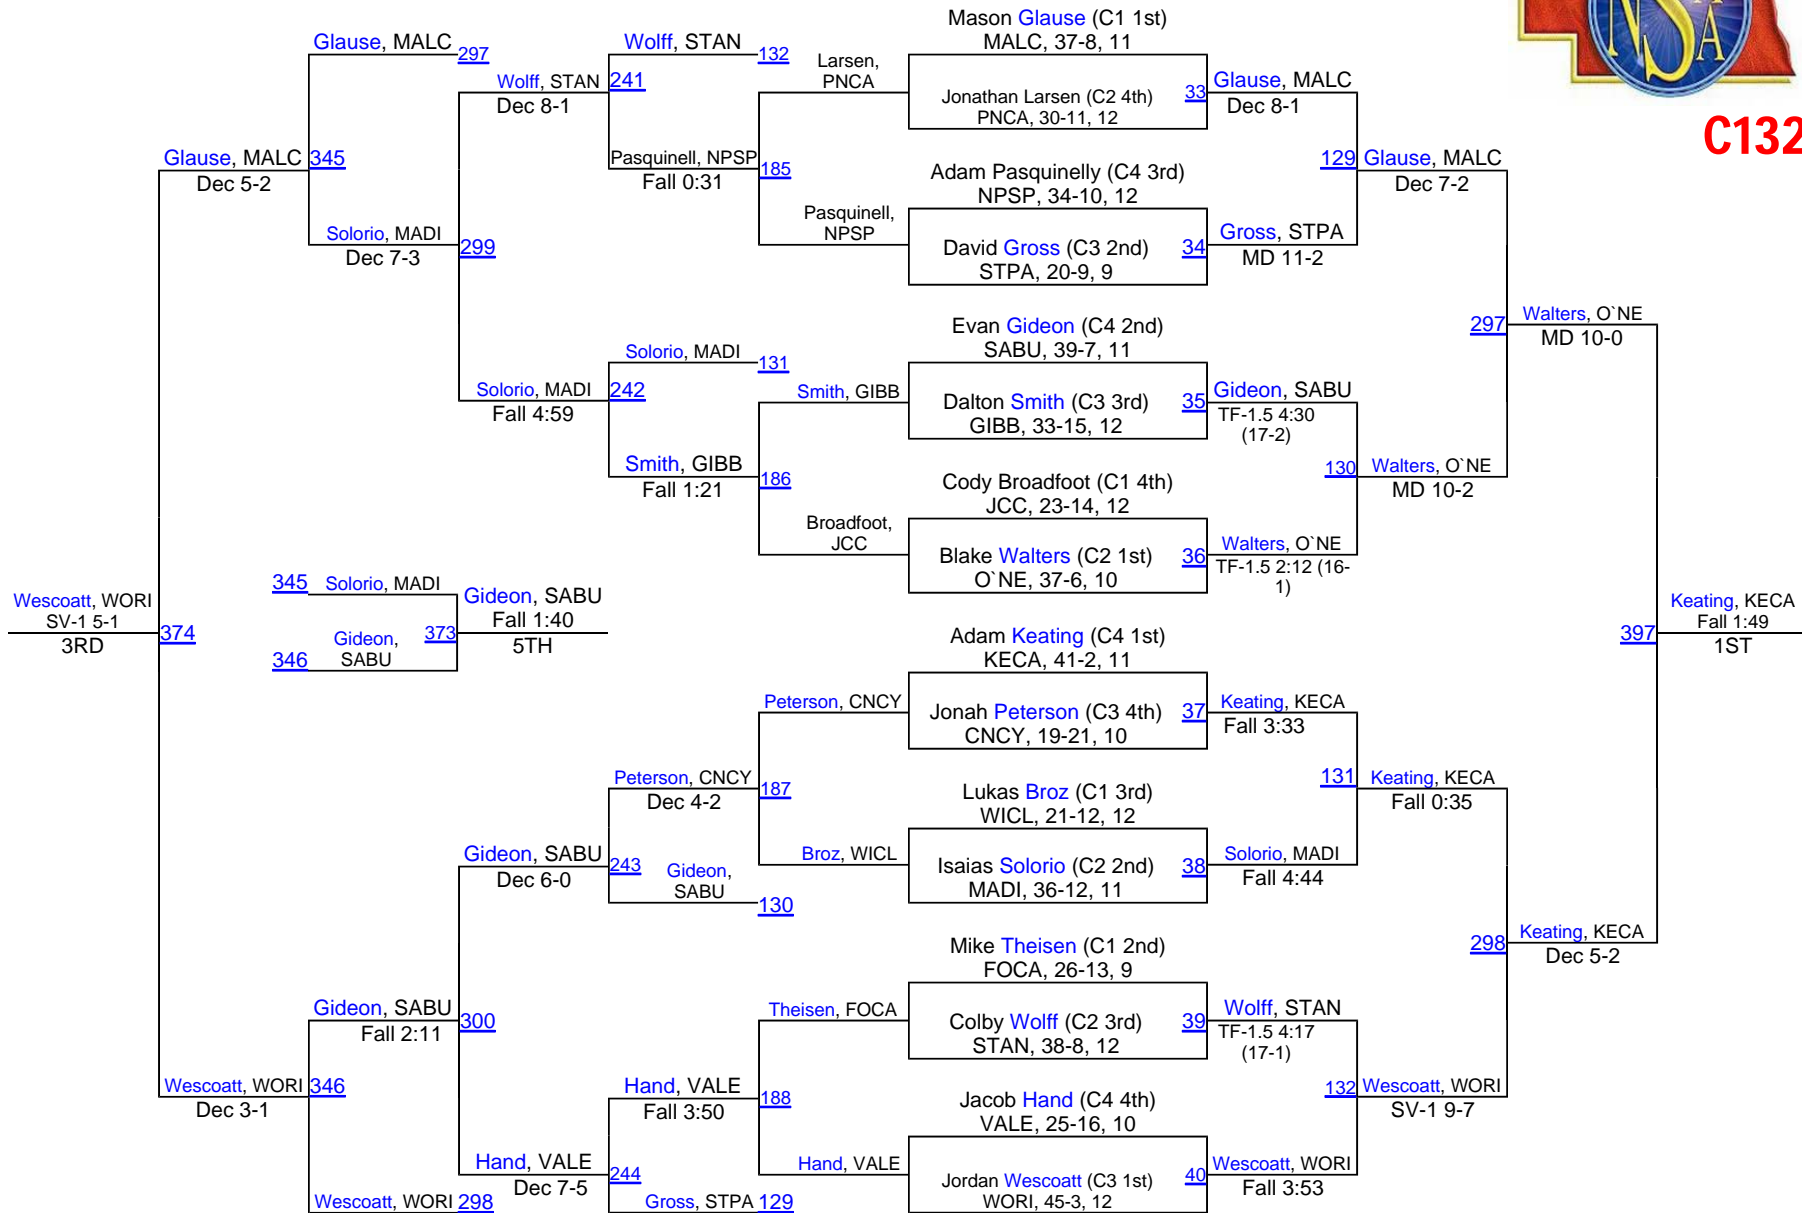 Mason Glause (C1 1st)
MALC, 37-8, 11
Jonathan Larsen (C2 4th)
PNCA, 30-11, 12
33
Adam Pasquinelly (C4 3rd)
NPSP, 34-10, 12
David Gross (C3 2nd)
STPA, 20-9, 9
34
Evan Gideon (C4 2nd)
SABU, 39-7, 11
Dalton Smith (C3 3rd)
GIBB, 33-15, 12
35
Cody Broadfoot (C1 4th)
JCC, 23-14, 12
Blake Walters (C2 1st)
O`NE, 37-6, 10
36
Adam Keating (C4 1st)
KECA, 41-2, 11
Jonah Peterson (C3 4th)
CNCY, 19-21, 10
37
Lukas Broz (C1 3rd)
WICL, 21-12, 12
Isaias Solorio (C2 2nd)
MADI, 36-12, 11
38
Mike Theisen (C1 2nd)
FOCA, 26-13, 9
Colby Wolff (C2 3rd)
STAN, 38-8, 12
39
Jacob Hand (C4 4th)
VALE, 25-16, 10
Jordan Wescoatt (C3 1st)
WORI, 45-3, 12
40
Glause, MALC
Dec 8-1
129
Gross, STPA
MD 11-2
Gideon, SABU
TF-1.5 4:30
(17-2)
130
Walters, O`NE
TF-1.5 2:12 (16-
1)
Keating, KECA
Fall 3:33
131
Solorio, MADI
Fall 4:44
Wolff, STAN
TF-1.5 4:17
(17-1)
132
Wescoatt, WORI
Fall 3:53
Glause, MALC
Dec 7-2
297
Walters, O`NE
MD 10-2
Keating, KECA
Fall 0:35
298
Wescoatt, WORI
SV-1 9-7
Walters, O`NE
MD 10-0
397
Keating, KECA
Dec 5-2
Keating, KECA
Fall 1:49
1ST
NSA
A
C132
Larsen,
PNCA
185
Pasquinell,
NPSP
Smith, GIBB
186
Broadfoot,
JCC
Peterson, CNCY
187
Broz, WICL
Theisen, FOCA
188
Hand, VALE
Wolff, STAN
132
241
Pasquinell, NPSP
Fall 0:31
Solorio, MADI
131
242
Smith, GIBB
Fall 1:21
Peterson, CNCY
Dec 4-2
243
Gideon,
SABU
130
Hand, VALE
Fall 3:50
244
Gross, STPA
129
Wolff, STAN
Dec 8-1
299
Solorio, MADI
Fall 4:59
Gideon, SABU
Dec 6-0
300
Hand, VALE
Dec 7-5
Glause, MALC
297
345
Solorio, MADI
Dec 7-3
Gideon, SABU
Fall 2:11
346
Wescoatt, WORI
298
Glause, MALC
Dec 5-2
374
Wescoatt, WORI
Dec 3-1
Wescoatt, WORI
SV-1 5-1
3RD
345
Solorio, MADI
373
346
Gideon,
SABU
Gideon, SABU
Fall 1:40
5TH